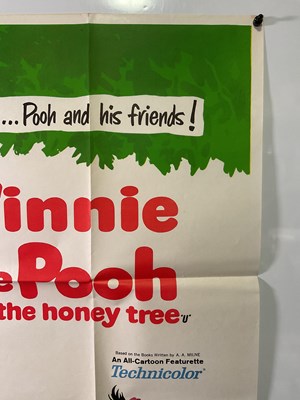 ...Pooh and his friends!
Winnie
e Pooh
the honey tree "U"
Based on the Books Written by A. A. MILNE
An All-Cartoon Featurette
Technicolor®